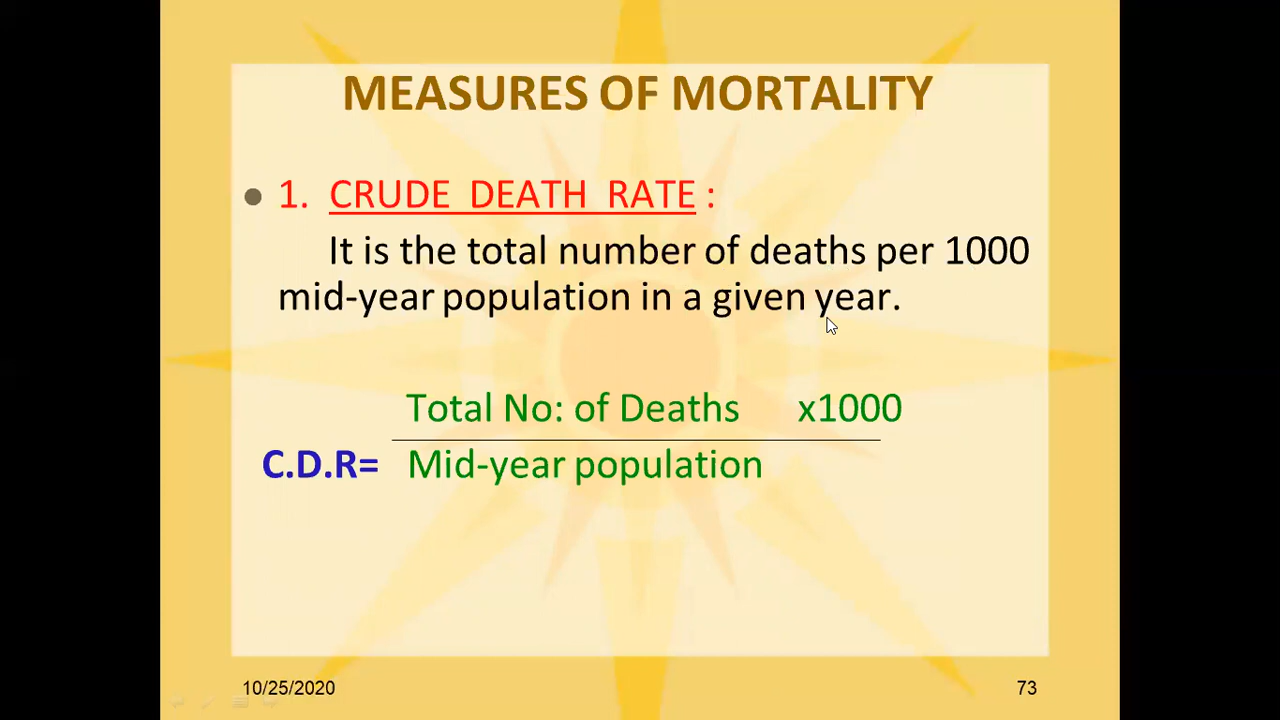 MEASURES OF MORTALITY
● 1. CRUDE DEATH RATE :
It is the total number of deaths per 1000
mid-year population in a given year.
Total No: of Deaths x1000
C.D.R= Mid-year population
10/25/2020
73